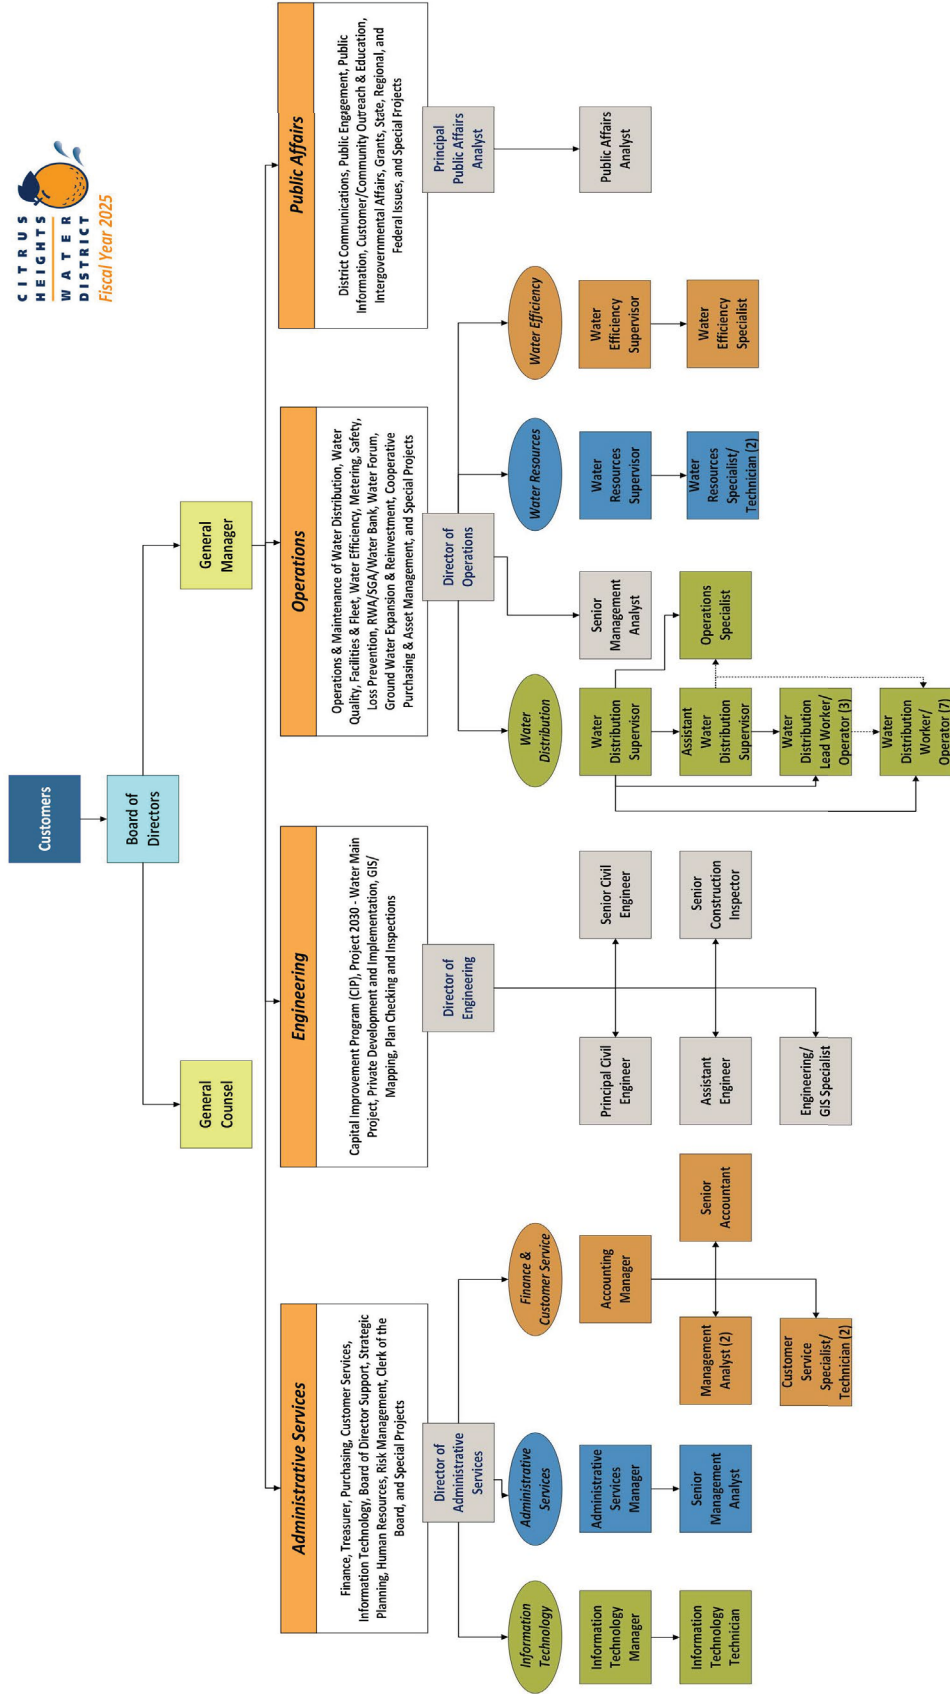 CITRUS
HEIGHTS
WATER
DISTRICT
Fiscal Year 2025
Customers
Board of
Directors
General
Counsel
General
Manager
Administrative Services
Finance, Treasurer, Purchasing, Customer Services,
Information Technology, Board of Director Support, Strategic
Planning, Human Resources, Risk Management, Clerk of the
Board, and Special Projects
Director of
Administrative
Services
Information
Technology
Information
Technology
Manager
Information
Technology
Technician
Administrative
Services
Administrative
Services
Manager
Senior
Management
Analyst
Finance &
Customer Service
Accounting
Manager
Management
Analyst (2)
Senior
Accountant
Customer
Service
Specialist/
Technician (2)
Engineering
Capital Improvement Program (CIP), Project 2030 - Water Main
Project, Private Development and Implementation, GIS/
Mapping, Plan Checking and Inspections
Director of
Engineering
Principal Civil
Engineer
Senior Civil
Engineer
Assistant
Engineer
Senior
Construction
Inspector
Engineering/
GIS Specialist
Operations
Operations & Maintenance of Water Distribution, Water
Quality, Facilities & Fleet, Water Efficiency, Metering, Safety,
Loss Prevention, RWA/SGA/Water Bank, Water Forum,
Ground Water Expansion & Reinvestment, Cooperative
Purchasing & Asset Management, and Special Projects
Director of
Operations
Water
Distribution
Water
Distribution
Supervisor
Assistant
Water
Distribution
Supervisor
Water
Distribution
Lead Worker/
Operator (3)
Water
Distribution
Worker/
Operator (7)
Operations
Specialist
Senior
Management
Analyst
Water Resources
Water
Resources
Supervisor
Water
Resources
Specialist/
Technician (2)
Water Efficiency
Water
Efficiency
Supervisor
Water
Efficiency
Specialist
Public Affairs
District Communications, Public Engagement, Public
Information, Customer/Community Outreach & Education,
Intergovernmental Affairs, Grants, State, Regional, and
Federal Issues, and Special Projects
Principal
Public Affairs
Analyst
Public Affairs
Analyst